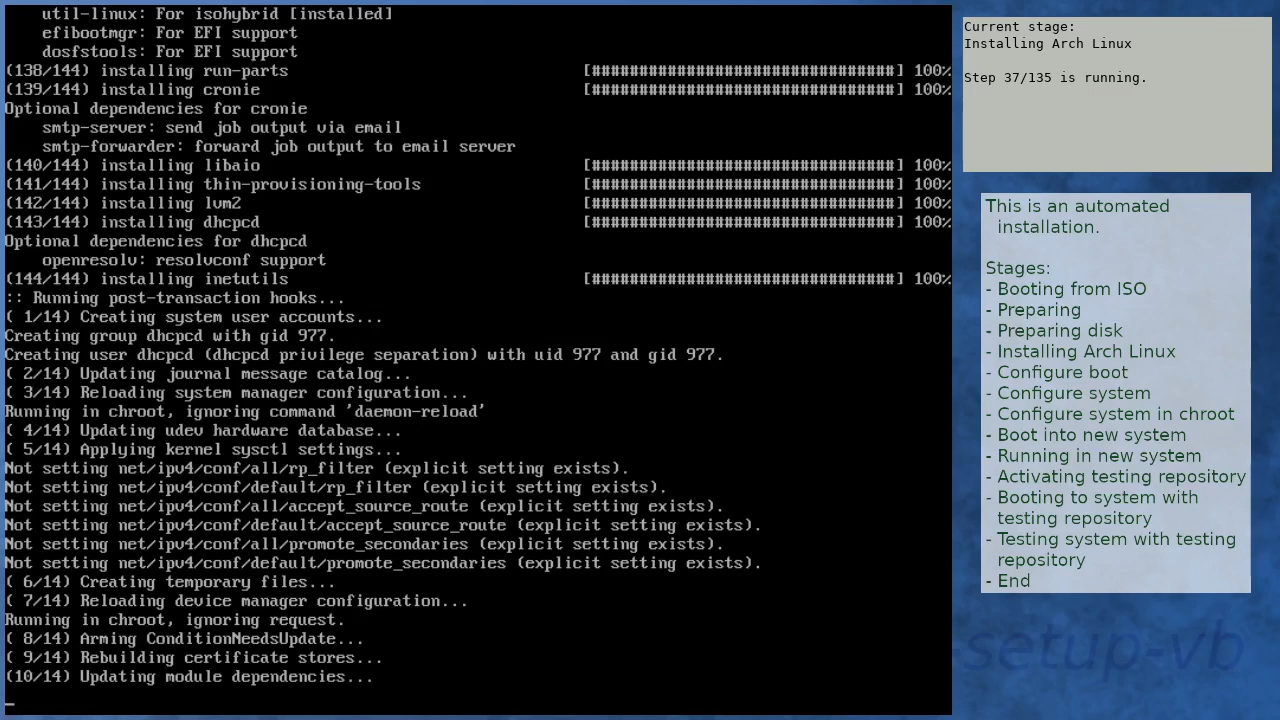 util-linux: For isohybrid [installed]
efibootmgr: For EFI support
dosfstools: For EFI support
(138/144) installing run-parts [################################] 100%
(139/144) installing cronie [################################] 100%
Optional dependencies for cronie
smtp-server: send job output via email
smtp-forwarder: forward job output to email server
(140/144) installing libaio [################################] 100%
(141/144) installing thin-provisioning-tools [################################] 100%
(142/144) installing lvm2 [################################] 100%
(143/144) installing dhcpcd [################################] 100%
Optional dependencies for dhcpcd
openresolv: resolvconf support
(144/144) installing inetutils [################################] 100%
:: Running post-transaction hooks...
( 1/14) Creating system user accounts...
Creating group dhcpcd with gid 977.
Creating user dhcpcd (dhcpcd privilege separation) with uid 977 and gid 977.
( 2/14) Updating journal message catalog...
( 3/14) Reloading system manager configuration...
Running in chroot, ignoring command 'daemon-reload'
( 4/14) Updating udev hardware database...
( 5/14) Applying kernel sysctl settings...
Not setting net/ipv4/conf/all/rp_filter (explicit setting exists).
Not setting net/ipv4/conf/default/rp_filter (explicit setting exists).
Not setting net/ipv4/conf/all/accept_source_route (explicit setting exists).
Not setting net/ipv4/conf/default/accept_source_route (explicit setting exists).
Not setting net/ipv4/conf/all/promote_secondaries (explicit setting exists).
Not setting net/ipv4/conf/default/promote_secondaries (explicit setting exists).
( 6/14) Creating temporary files...
( 7/14) Reloading device manager configuration...
Running in chroot, ignoring request.
( 8/14) Arming ConditionNeedsUpdate...
( 9/14) Rebuilding certificate stores...
(10/14) Updating module dependencies...
_
Current stage:
Installing Arch Linux
Step 37/135 is running.
This is an automated
installation.
Stages:
- Booting from ISO
- Preparing
- Preparing disk
- Installing Arch Linux
- Configure boot
- Configure system
- Configure system in chroot
- Boot into new system
- Running in new system
- Activating testing repository
- Booting to system with
testing repository
- Testing system with testing
repository
- End
-setup-vb